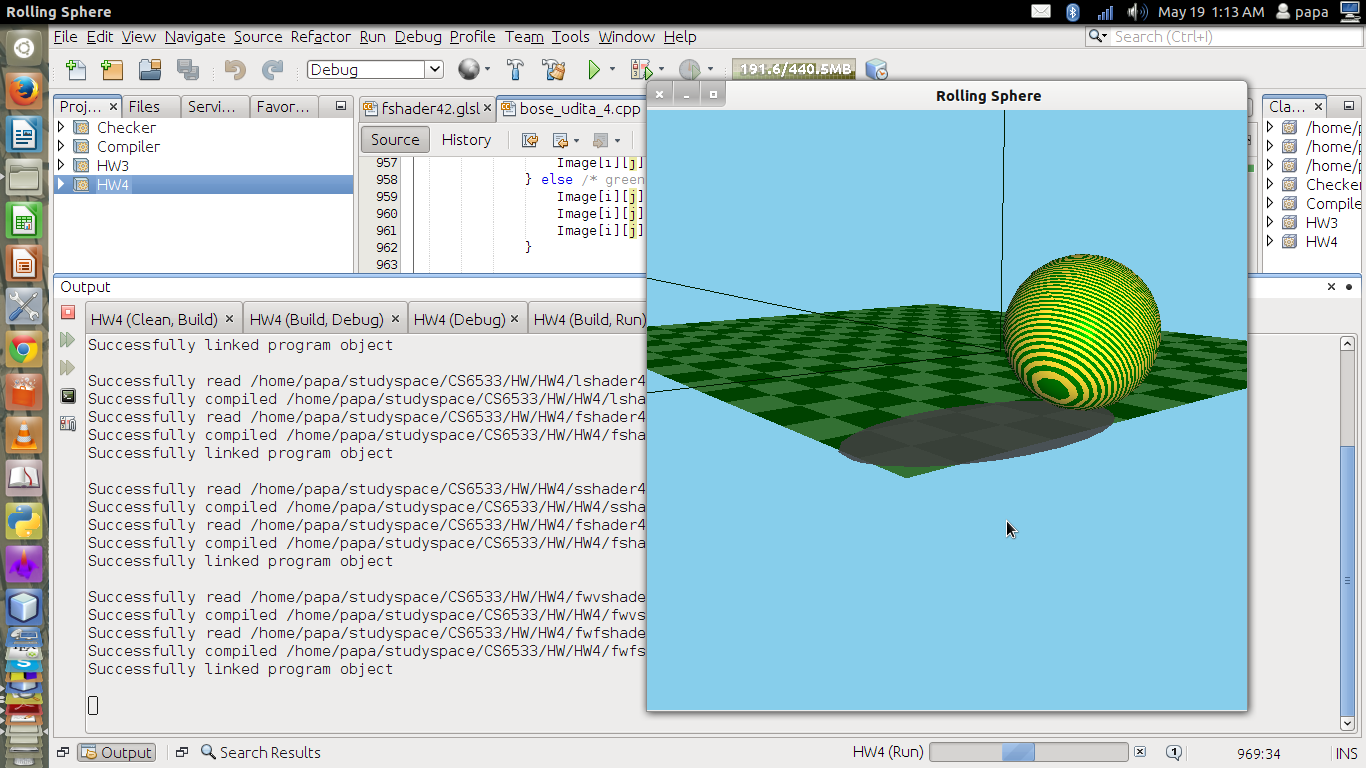 Rolling Sphere
May 19 1:13 AM papa
File Edit View Navigate Source Refactor Run Debug Profile Team Tools Window Help
Search (Ctrl+I)
Debug
191.6/440.5MB
Rolling Sphere
Proj... Files Servi... Favor...
fshader42.glsl bose_udita_4.cpp
Cla...
Checker
Compiler
HW3
HW4
Source History
957 Image[i][j]
958 } else /* green
959 Image[i][j]
960 Image[i][j]
961 Image[i][j]
962 }
963
/home/p
/home/p
/home/p
Checker
Compile
HW3
HW4
Output
HW4 (Clean, Build) HW4 (Build, Debug) HW4 (Debug) HW4 (Build, Run)
Successfully linked program object
Successfully read /home/papa/studyspace/CS6533/HW/HW4/lshader4
Successfully compiled /home/papa/studyspace/CS6533/HW/HW4/lsha
Successfully read /home/papa/studyspace/CS6533/HW/HW4/fshader4
Successfully compiled /home/papa/studyspace/CS6533/HW/HW4/fsha
Successfully linked program object
Successfully read /home/papa/studyspace/CS6533/HW/HW4/sshader4
Successfully compiled /home/papa/studyspace/CS6533/HW/HW4/ssha
Successfully read /home/papa/studyspace/CS6533/HW/HW4/fshader4
Successfully compiled /home/papa/studyspace/CS6533/HW/HW4/fsha
Successfully linked program object
Successfully read /home/papa/studyspace/CS6533/HW/HW4/fwvshade
Successfully compiled /home/papa/studyspace/CS6533/HW/HW4/fwvs
Successfully read /home/papa/studyspace/CS6533/HW/HW4/fwfshade
Successfully compiled /home/papa/studyspace/CS6533/HW/HW4/fwfs
Successfully linked program object
Output Search Results
HW4 (Run)
1
969:34
INS